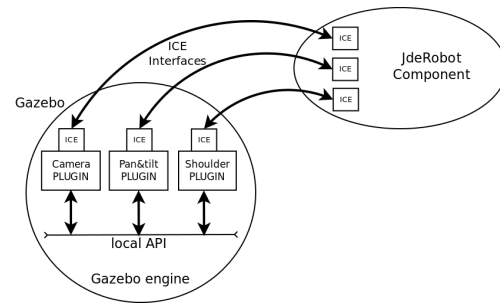 ICE
ICE
Interfaces
ICE
JdeRobot
Component
ICE
Gazebo
ICE
ICE
ICE
Camera
PLUGIN
Pan&tilt
PLUGIN
Shoulder
PLUGIN
local API
Gazebo engine